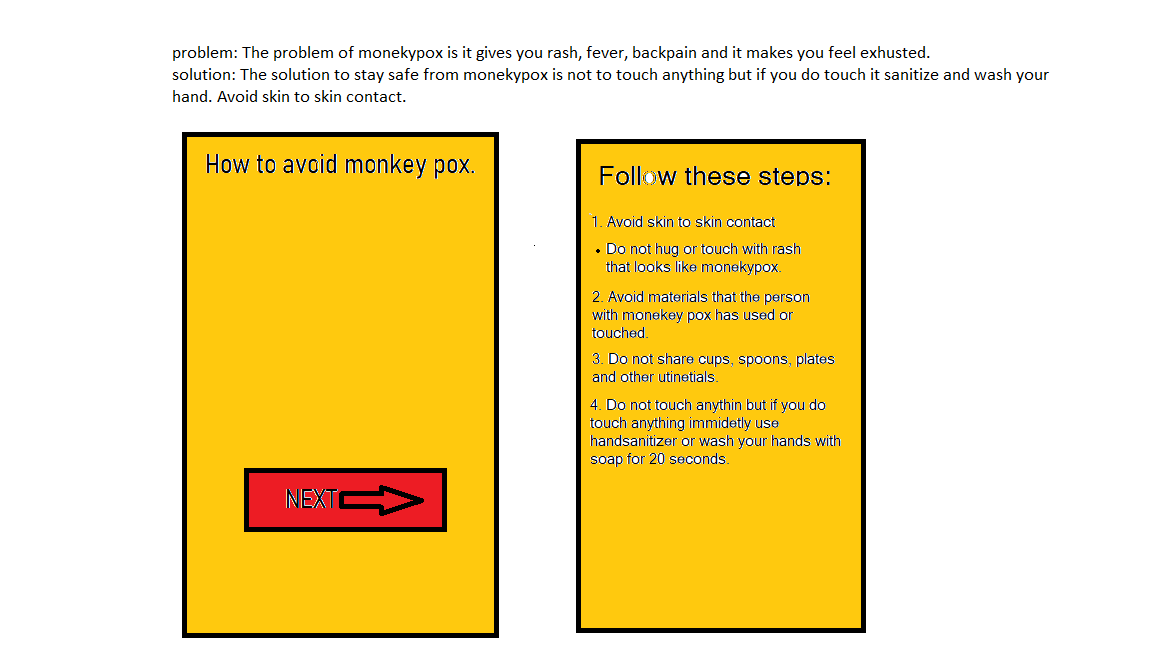 problem: The problem of monekypox is it gives you rash, fever, backpain and it makes you feel exhusted.
solution: The solution to stay safe from monekypox is not to touch anything but if you do touch it sanitize and wash your
hand. Avoid skin to skin contact.
How to avoid monkey pox.
NEXT
Follow these steps:
1. Avoid skin to skin contact
• Do not hug or touch with rash
that looks like monekypox.
2. Avoid materials that the person
with monekey pox has used or
touched.
3. Do not share cups, spoons, plates
and other utinetials.
4. Do not touch anythin but if you do
touch anything immidetly use
handsanitizer or wash your hands with
soap for 20 seconds.